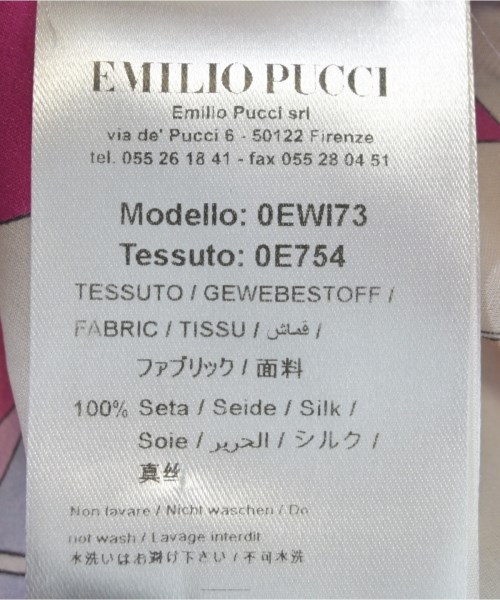 EMILIO PUCCI
Emilio Pucci srl
via de' Pucci 6 - 50122 Firenze
tel. 055 26 18 41 - fax 055 28 04 51
Modello: 0EWI73
Tessuto: 0E754
TESSUTO / GEWEBESTOFF /
FABRIC / TISSU / قماش /
ファブリック / 面料
100% Seta / Seide / Silk /
Soie / الحرير / シルク /
真丝
Non lavare / Nicht waschen / Do
not wash / Lavage interdit
水洗いはお避け下さい / 不可水洗